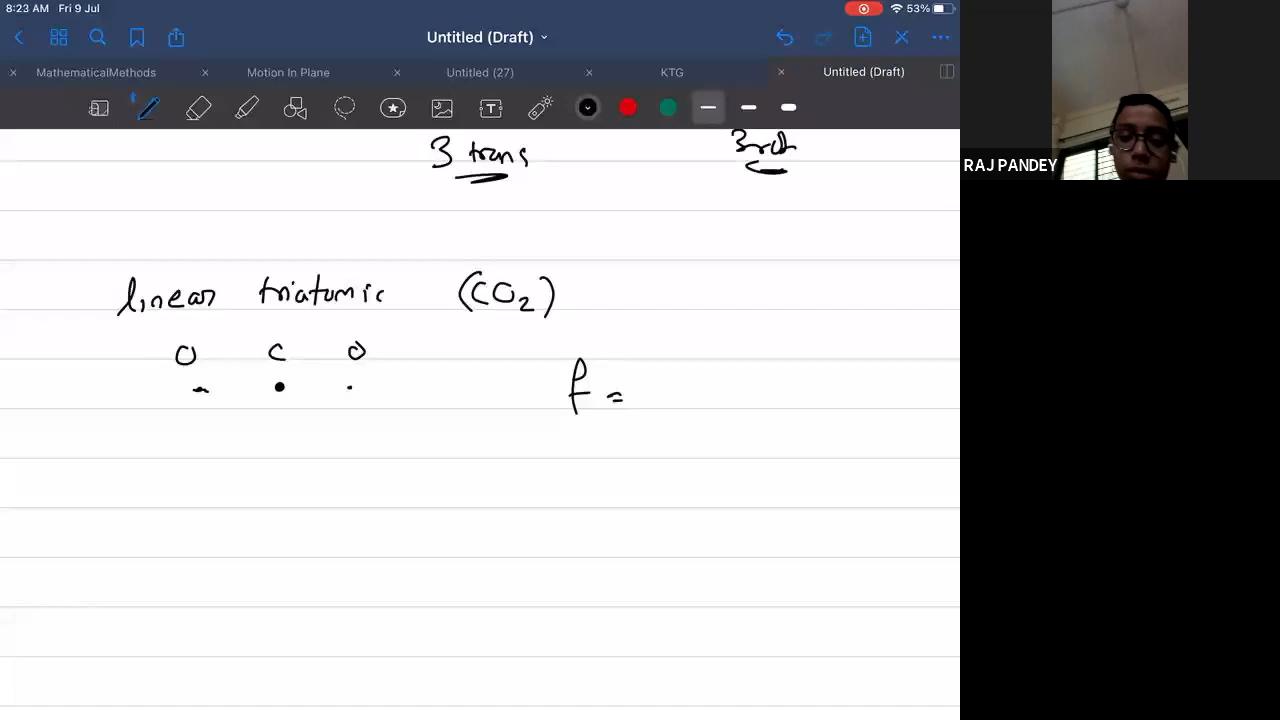 8:23 AM Fri 9 Jul
53%
Untitled (Draft)
MathematicalMethods
Motion In Plane
Untitled (27)
KTG
Untitled (Draft)
T
3 trans
3 rot
RAJ PANDEY
linear triatomic (CO₂)
O C O
f =